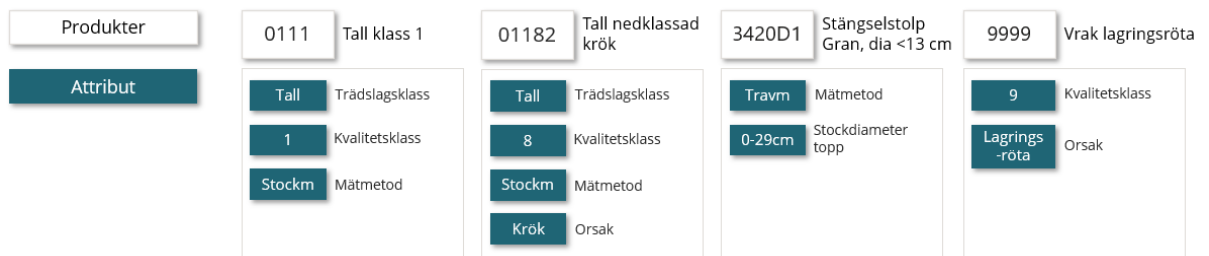 Produkter
Attribut
0111
Tall klass 1
Tall
Trädslagsklass
1
Kvalitetsklass
Stockm
Mätmetod
01182
Tall nedklassad
krök
Tall
Trädslagsklass
8
Kvalitetsklass
Stockm
Mätmetod
Krök
Orsak
3420D1
Stängselstolp
Gran, dia <13 cm
Travm
Mätmetod
0-29cm
Stockdiameter
topp
9999
Vrak lagringsröta
9
Kvalitetsklass
Lagrings
-röta
Orsak